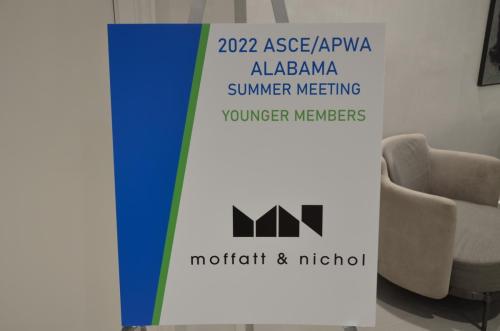 2022 ASCE/APWA
ALABAMA
SUMMER MEETING
YOUNGER MEMBERS
moffatt & nichol